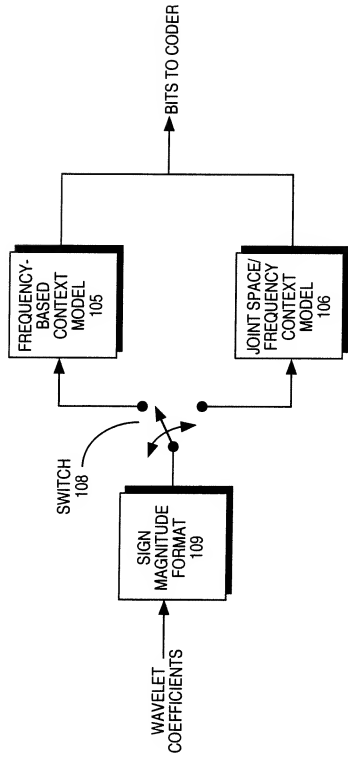 WAVELET
COEFFICIENTS
SIGN
MAGNITUDE
FORMAT
109
SWITCH
108
FREQUENCY-
BASED
CONTEXT
MODEL
105
JOINT SPACE/
FREQUENCY
CONTEXT
MODEL
106
BITS TO CODER